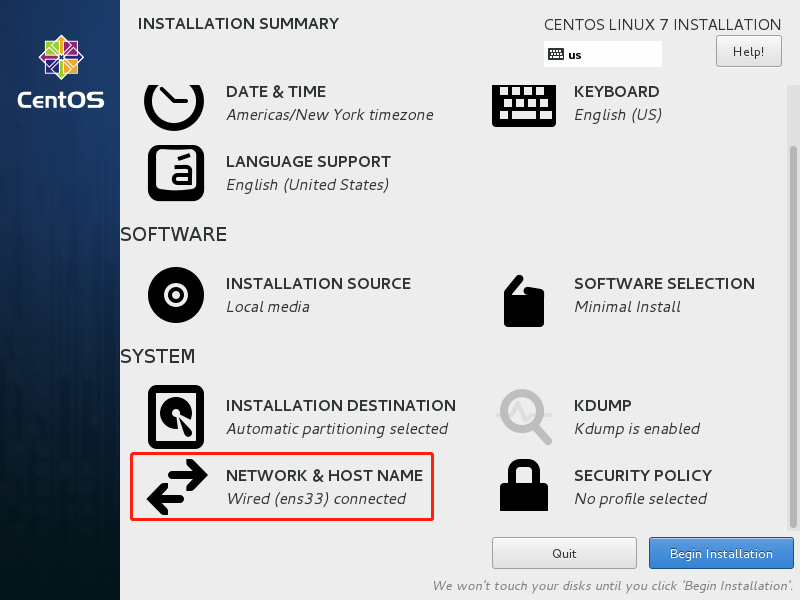 INSTALLATION SUMMARY
CENTOS LINUX 7 INSTALLATION
us
Help!
CentOS
DATE & TIME
Americas/New York timezone
KEYBOARD
English (US)
LANGUAGE SUPPORT
English (United States)
SOFTWARE
INSTALLATION SOURCE
Local media
SOFTWARE SELECTION
Minimal Install
SYSTEM
INSTALLATION DESTINATION
Automatic partitioning selected
KDUMP
Kdump is enabled
NETWORK & HOST NAME
Wired (ens33) connected
SECURITY POLICY
No profile selected
Quit
Begin Installation
We won't touch your disks until you click 'Begin Installation'.